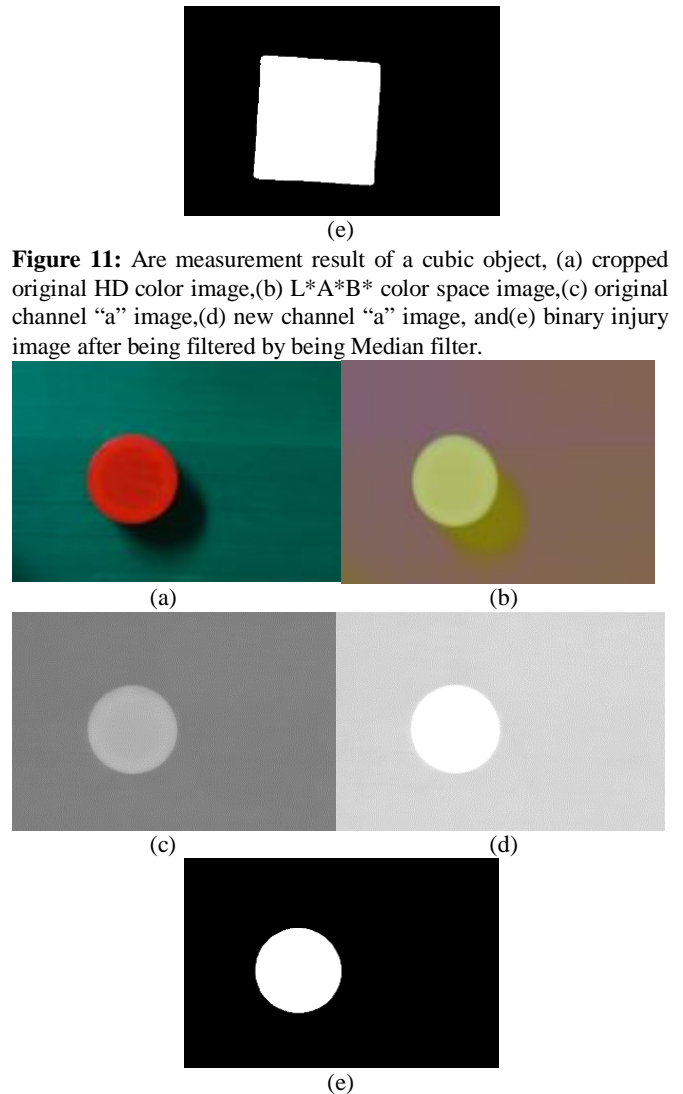 (e)
Figure 11: Are measurement result of a cubic object, (a) cropped
original HD color image,(b) L*A*B* color space image,(c) original
channel “a” image,(d) new channel “a” image, and(e) binary injury
image after being filtered by being Median filter.
(a) (b)
(c) (d)
(e)